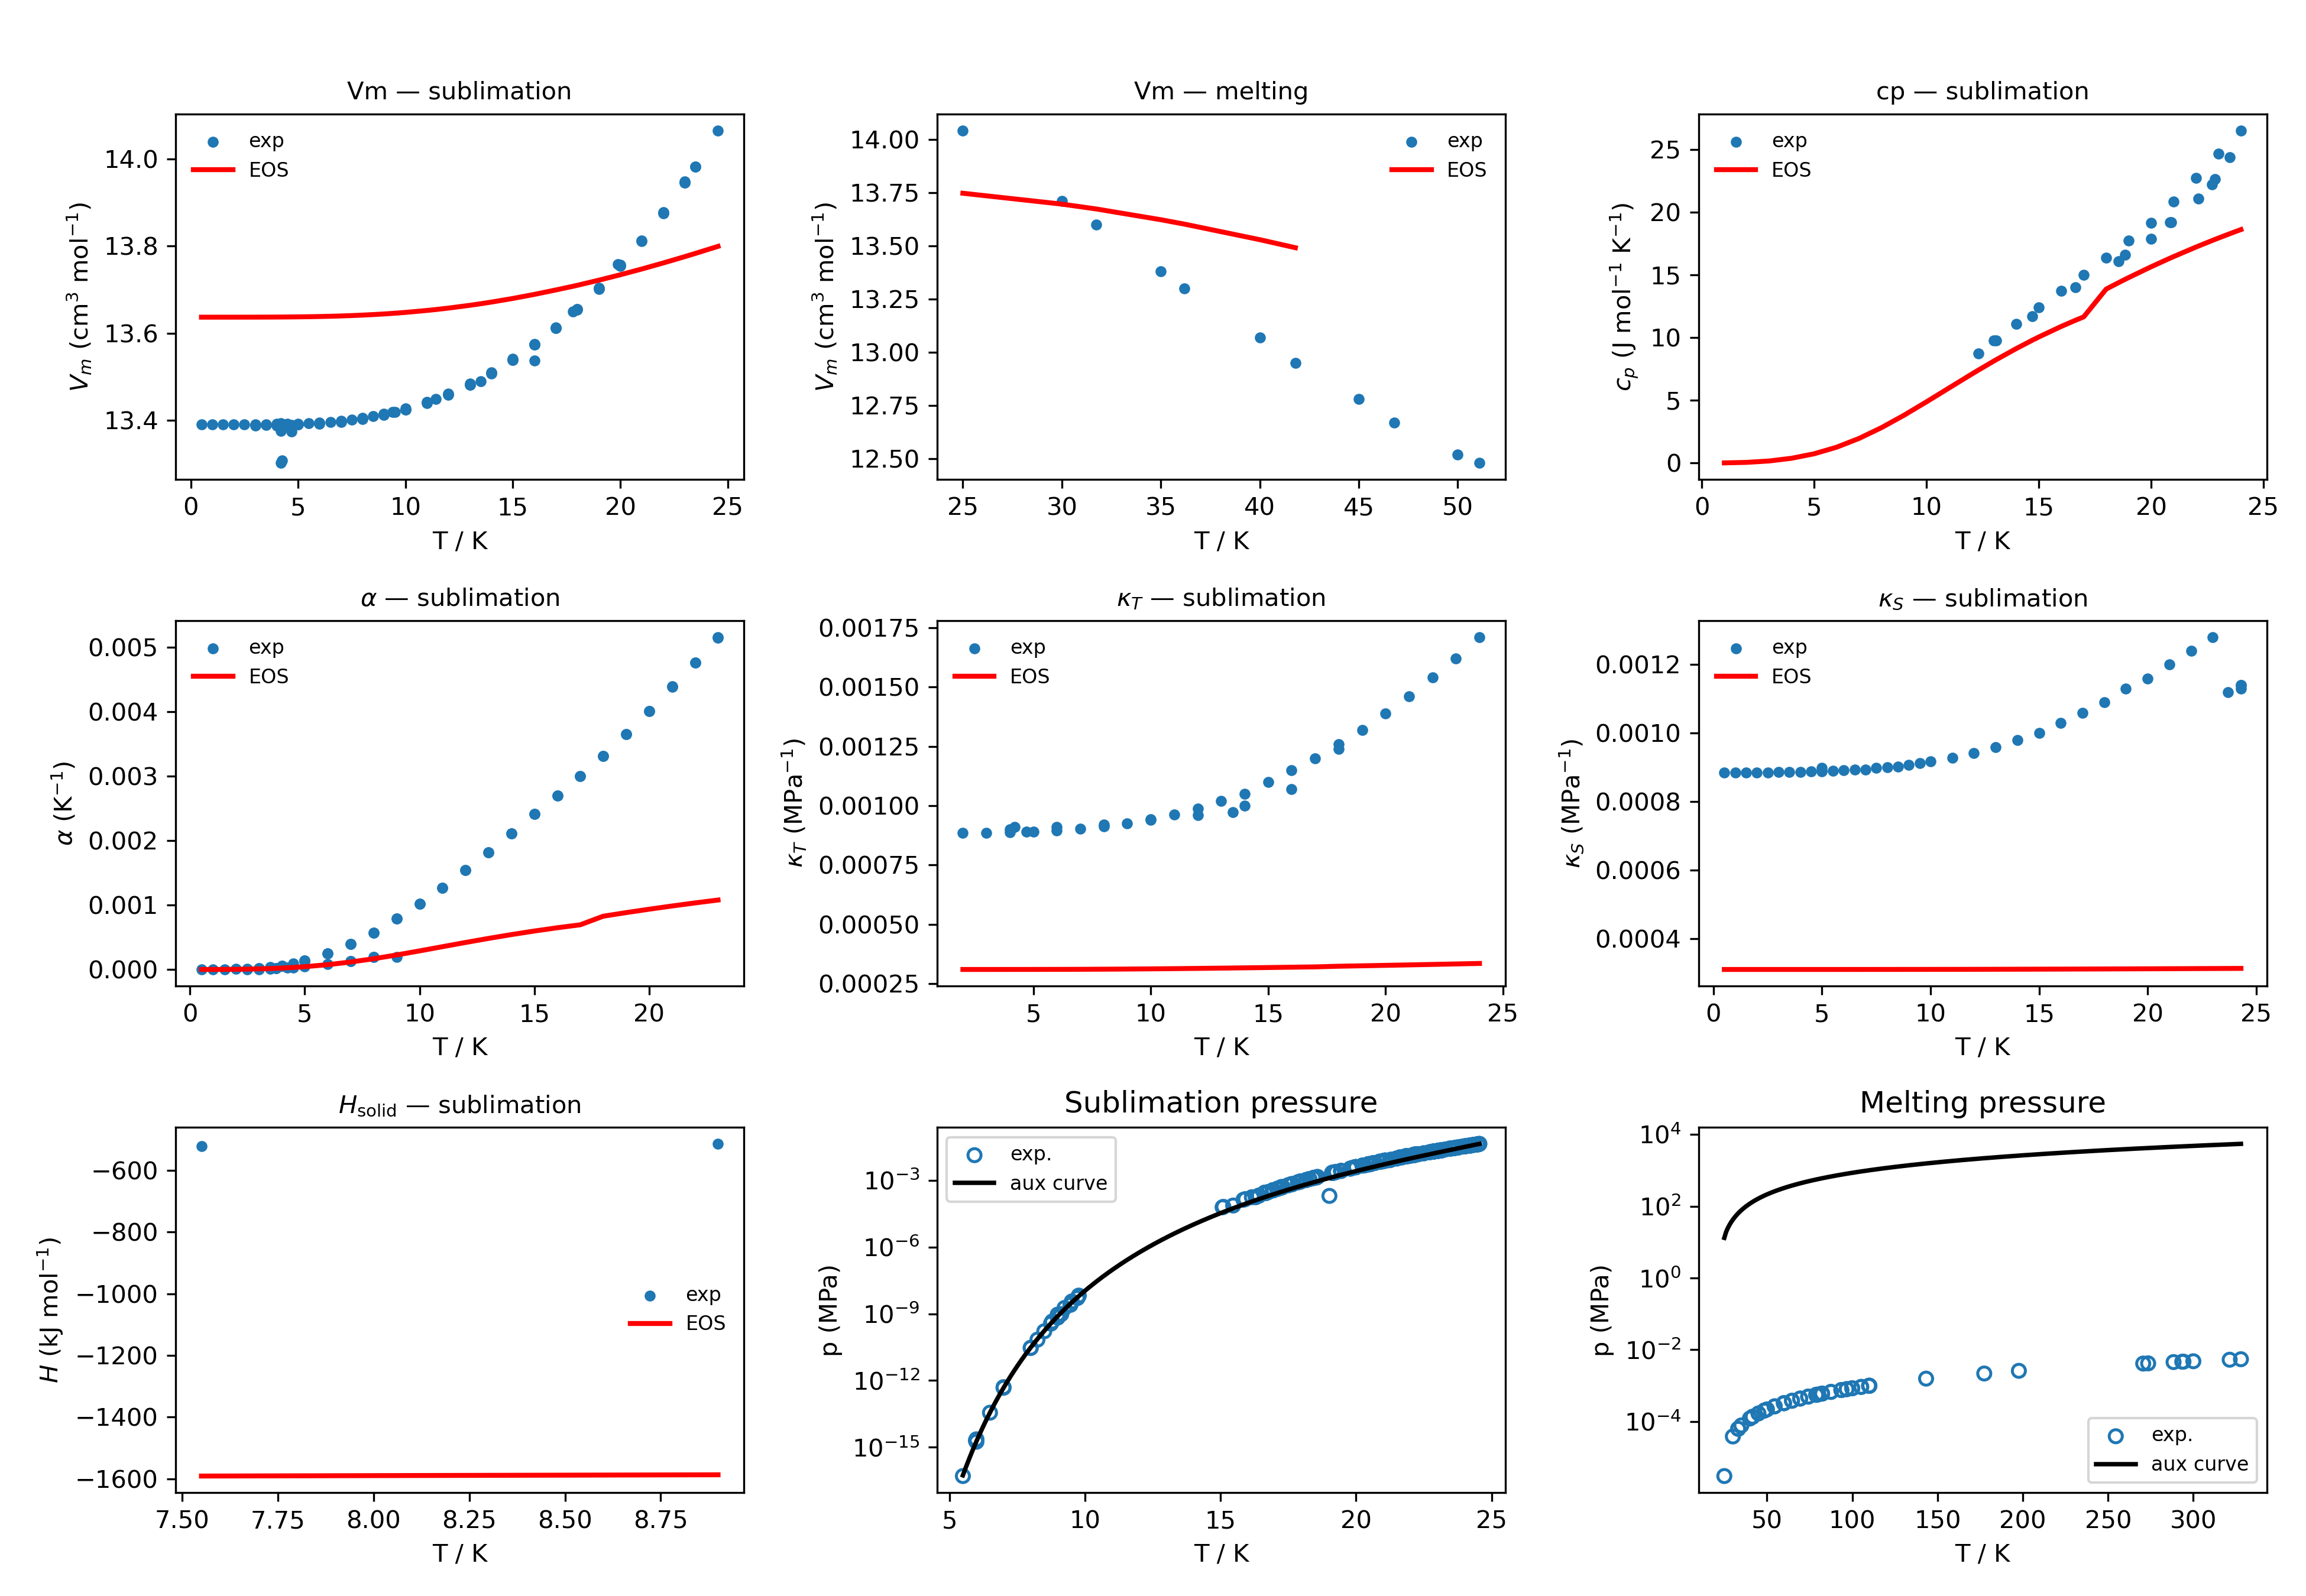 Vm — sublimation
14.0
13.8
13.6
13.4
V_m (cm³ mol⁻¹)
exp
EOS
0 5 10 15 20 25
T / K
Vm — melting
14.00
13.75
13.50
13.25
13.00
12.75
12.50
V_m (cm³ mol⁻¹)
exp
EOS
25 30 35 40 45 50
T / K
cp — sublimation
25
20
15
10
5
0
c_p (J mol⁻¹ K⁻¹)
exp
EOS
0 5 10 15 20 25
T / K
α — sublimation
0.005
0.004
0.003
0.002
0.001
0.000
α (K⁻¹)
exp
EOS
0 5 10 15 20
T / K
κ_T — sublimation
0.00175
0.00150
0.00125
0.00100
0.00075
0.00050
0.00025
κ_T (MPa⁻¹)
exp
EOS
5 10 15 20 25
T / K
κ_S — sublimation
0.0012
0.0010
0.0008
0.0006
0.0004
κ_S (MPa⁻¹)
exp
EOS
0 5 10 15 20 25
T / K
H_solid — sublimation
−600
−800
−1000
−1200
−1400
−1600
H (kJ mol⁻¹)
exp
EOS
7.50 7.75 8.00 8.25 8.50 8.75
T / K
Sublimation pressure
10⁻³
10⁻⁶
10⁻⁹
10⁻¹²
10⁻¹⁵
p (MPa)
exp.
aux curve
5 10 15 20 25
T / K
Melting pressure
10⁴
10²
10⁰
10⁻²
10⁻⁴
p (MPa)
exp.
aux curve
50 100 150 200 250 300
T / K